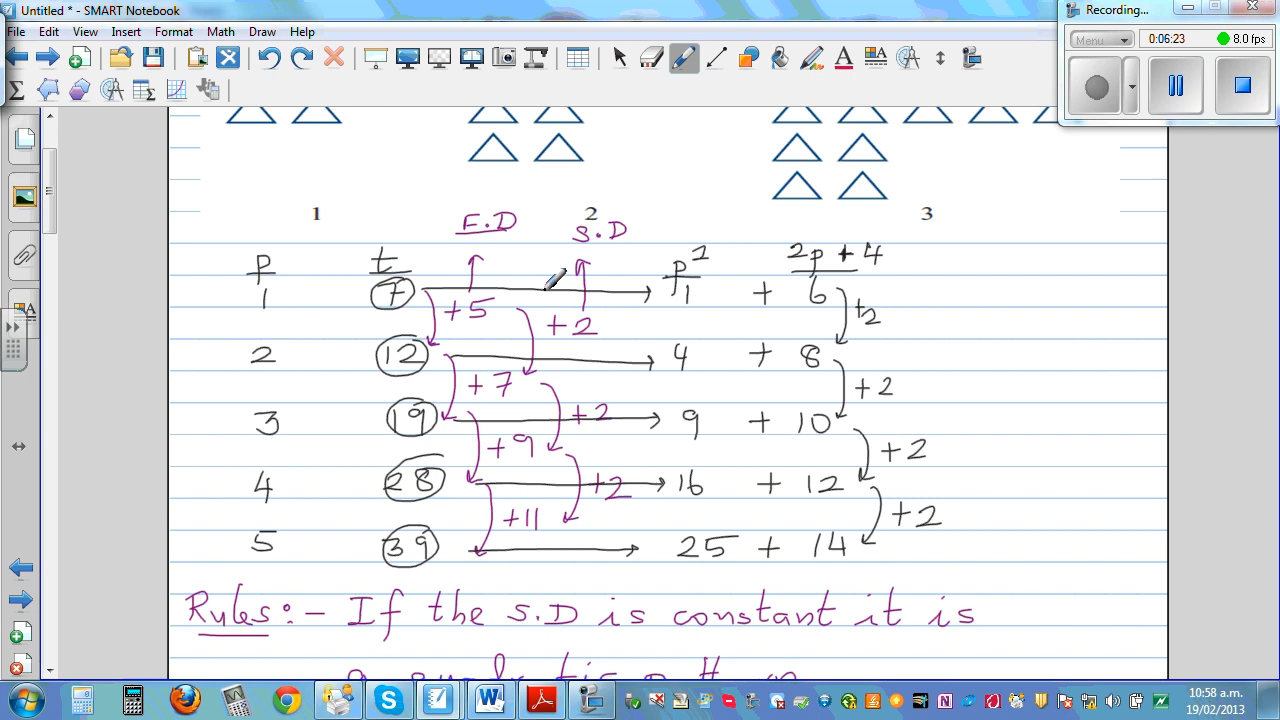 Untitled * - SMART Notebook
File Edit View Insert Format Math Draw Help
Recording...
Menu 00:06:23 8.0 fps
1 2 3
F.D S.D
P t p² 2p + 4
1 7 1 + 6
+5 +2 +2
2 12 4 + 8
+7 +2
3 19 9 + 10
+2
+9 +2
4 28 16 + 12
+2
+11 +2
5 39 25 + 14
Rules:- If the S.D is constant it is
10:58 a.m.
19/02/2013